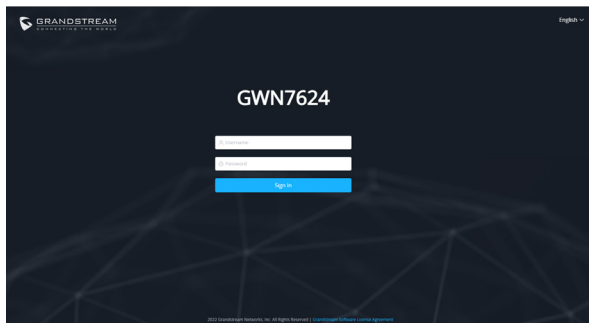 GRANDSTREAM
CONNECTING THE WORLD
English
GWN7624
Username
Password
Sign in
2022 Grandstream Networks, Inc. All Rights Reserved | Grandstream Software License Agreement